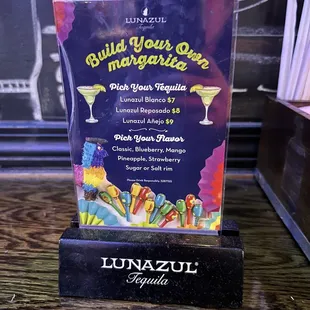 LUNAZUL
Tequila
Build Your Own
margarita
Pick Your Tequila
Lunazul Blanco $7
Lunazul Reposado $8
Lunazul Añejo $9
Pick Your Flavor
Classic, Blueberry, Mango
Pineapple, Strawberry
Sugar or Salt rim
LUNAZUL®
Tequila